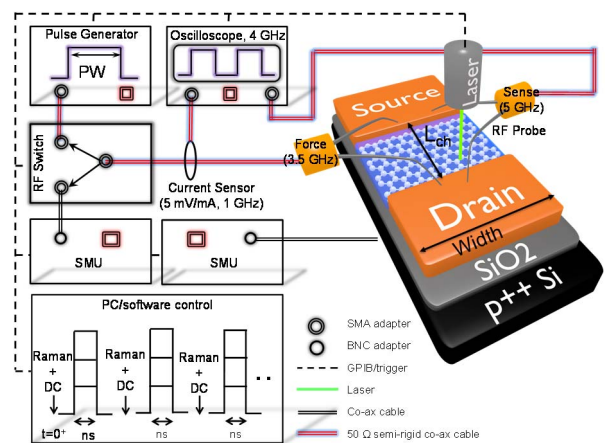 Pulse Generator
PW
Oscilloscope, 4 GHz
Laser
Source
Sense
(5 GHz)
RF Probe
Force
(3.5 GHz)
L_ch
RF Switch
Current Sensor
(5 mV/mA, 1 GHz)
Drain
Width
SiO2
p++ Si
SMU
SMU
PC/software control
Raman
+
DC
Raman
+
DC
Raman
+
DC
. .
t=0⁺
ns
ns
ns
SMA adapter
BNC adapter
GPIB/trigger
Laser
Co-ax cable
50 Ω semi-rigid co-ax cable